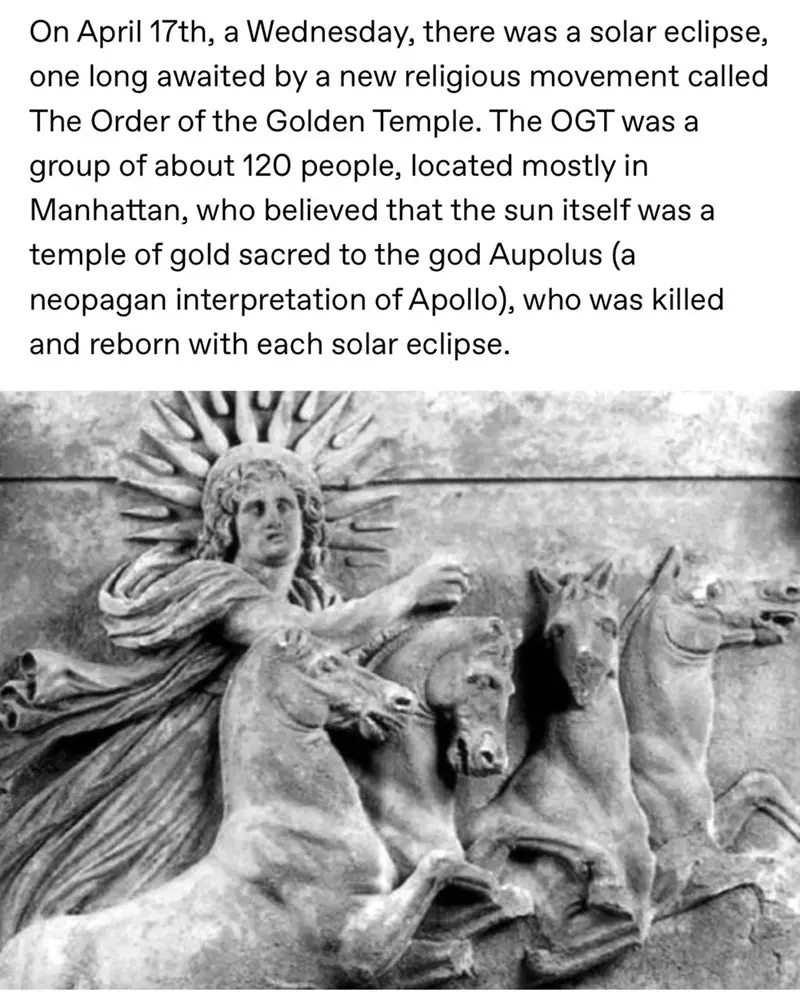 On April 17th, a Wednesday, there was a solar eclipse,
one long awaited by a new religious movement called
The Order of the Golden Temple. The OGT was a
group of about 120 people, located mostly in
Manhattan, who believed that the sun itself was a
temple of gold sacred to the god Aupolus (a
neopagan interpretation of Apollo), who was killed
and reborn with each solar eclipse.